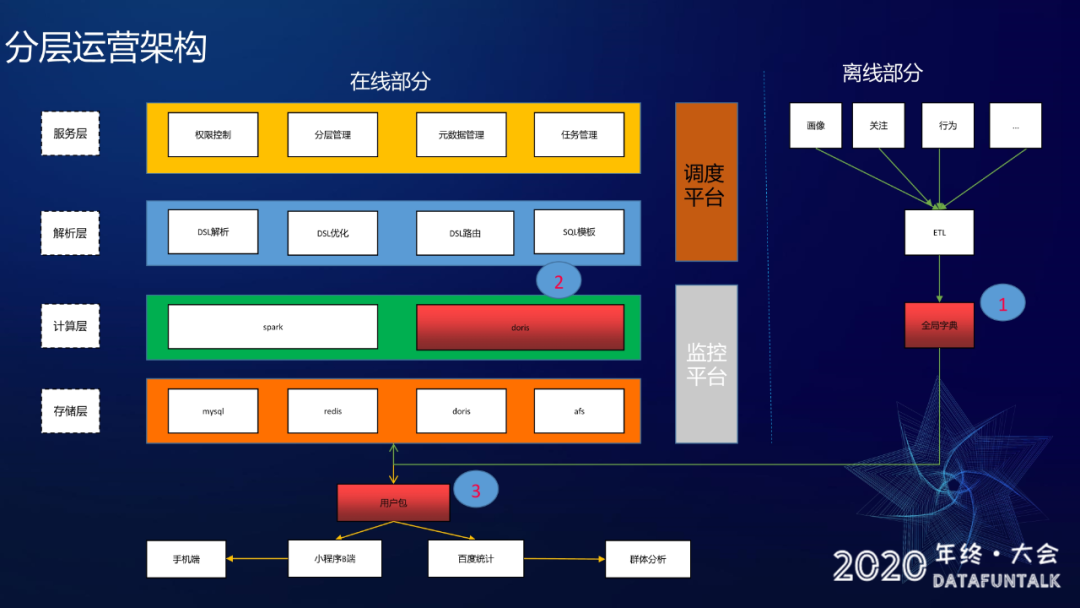 分层运营架构
在线部分
离线部分
服务层
权限控制
分层管理
元数据管理
任务管理
调度
平台
画像
关注
行为
...
解析层
DSL解析
DSL优化
DSL路由
SQL模板
ETL
2
1
计算层
spark
doris
监控
平台
全局字典
存储层
mysql
redis
doris
afs
用户包
3
手机端
小程序B端
百度统计
群体分析
2020 年终·大会
DATAFUNTALK